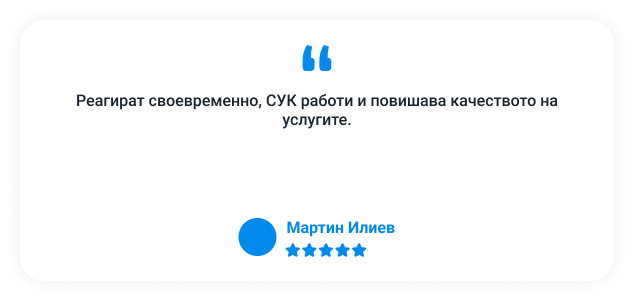 “
Реагират своевременно, СУК работи и повишава качеството на
услугите.
Мартин Илиев